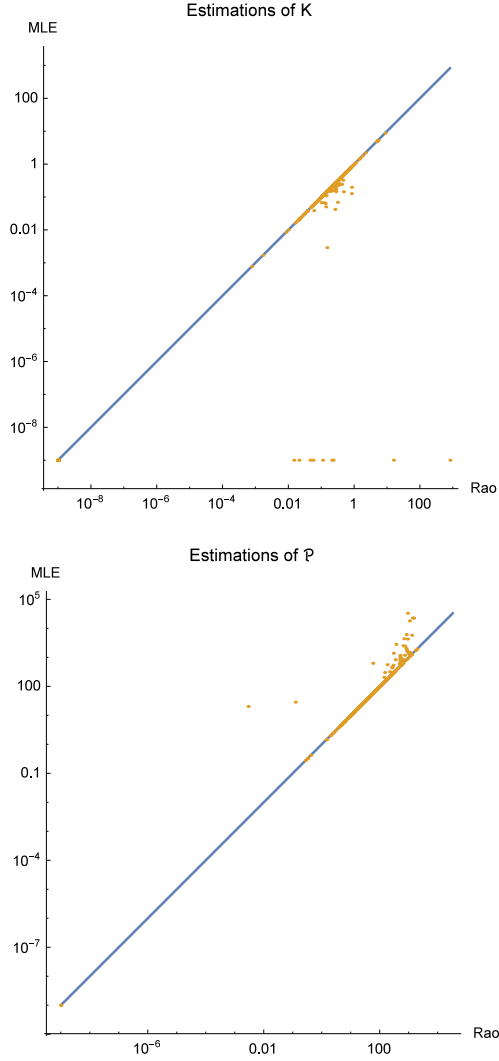 Estimations of K
MLE
100
1
0.01
10⁻⁴
10⁻⁶
10⁻⁸
Rao
10⁻⁸ 10⁻⁶ 10⁻⁴ 0.01 1 100
Estimations of Ƿ
MLE
10⁵
100
0.1
10⁻⁴
10⁻⁷
Rao
10⁻⁶ 0.01 100